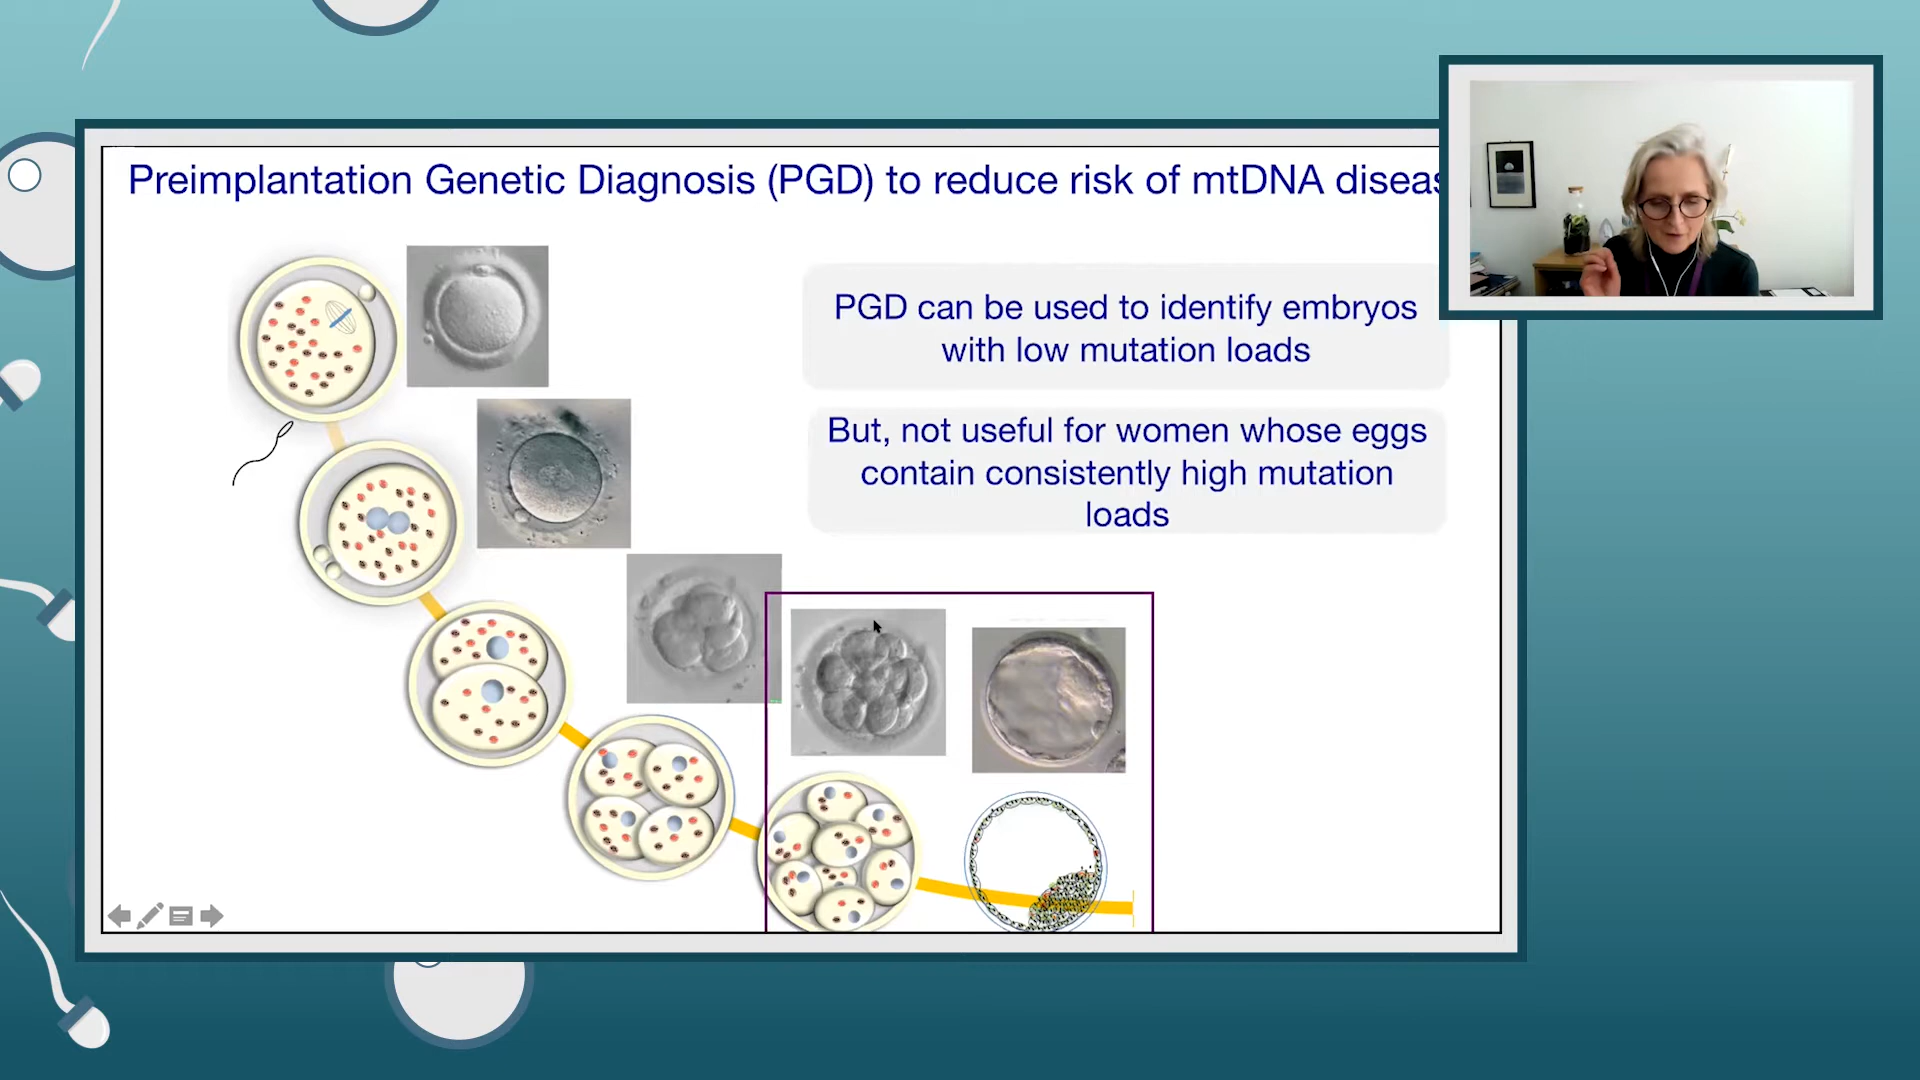 Preimplantation Genetic Diagnosis (PGD) to reduce risk of mtDNA diseas
PGD can be used to identify embryos
with low mutation loads
But, not useful for women whose eggs
contain consistently high mutation
loads